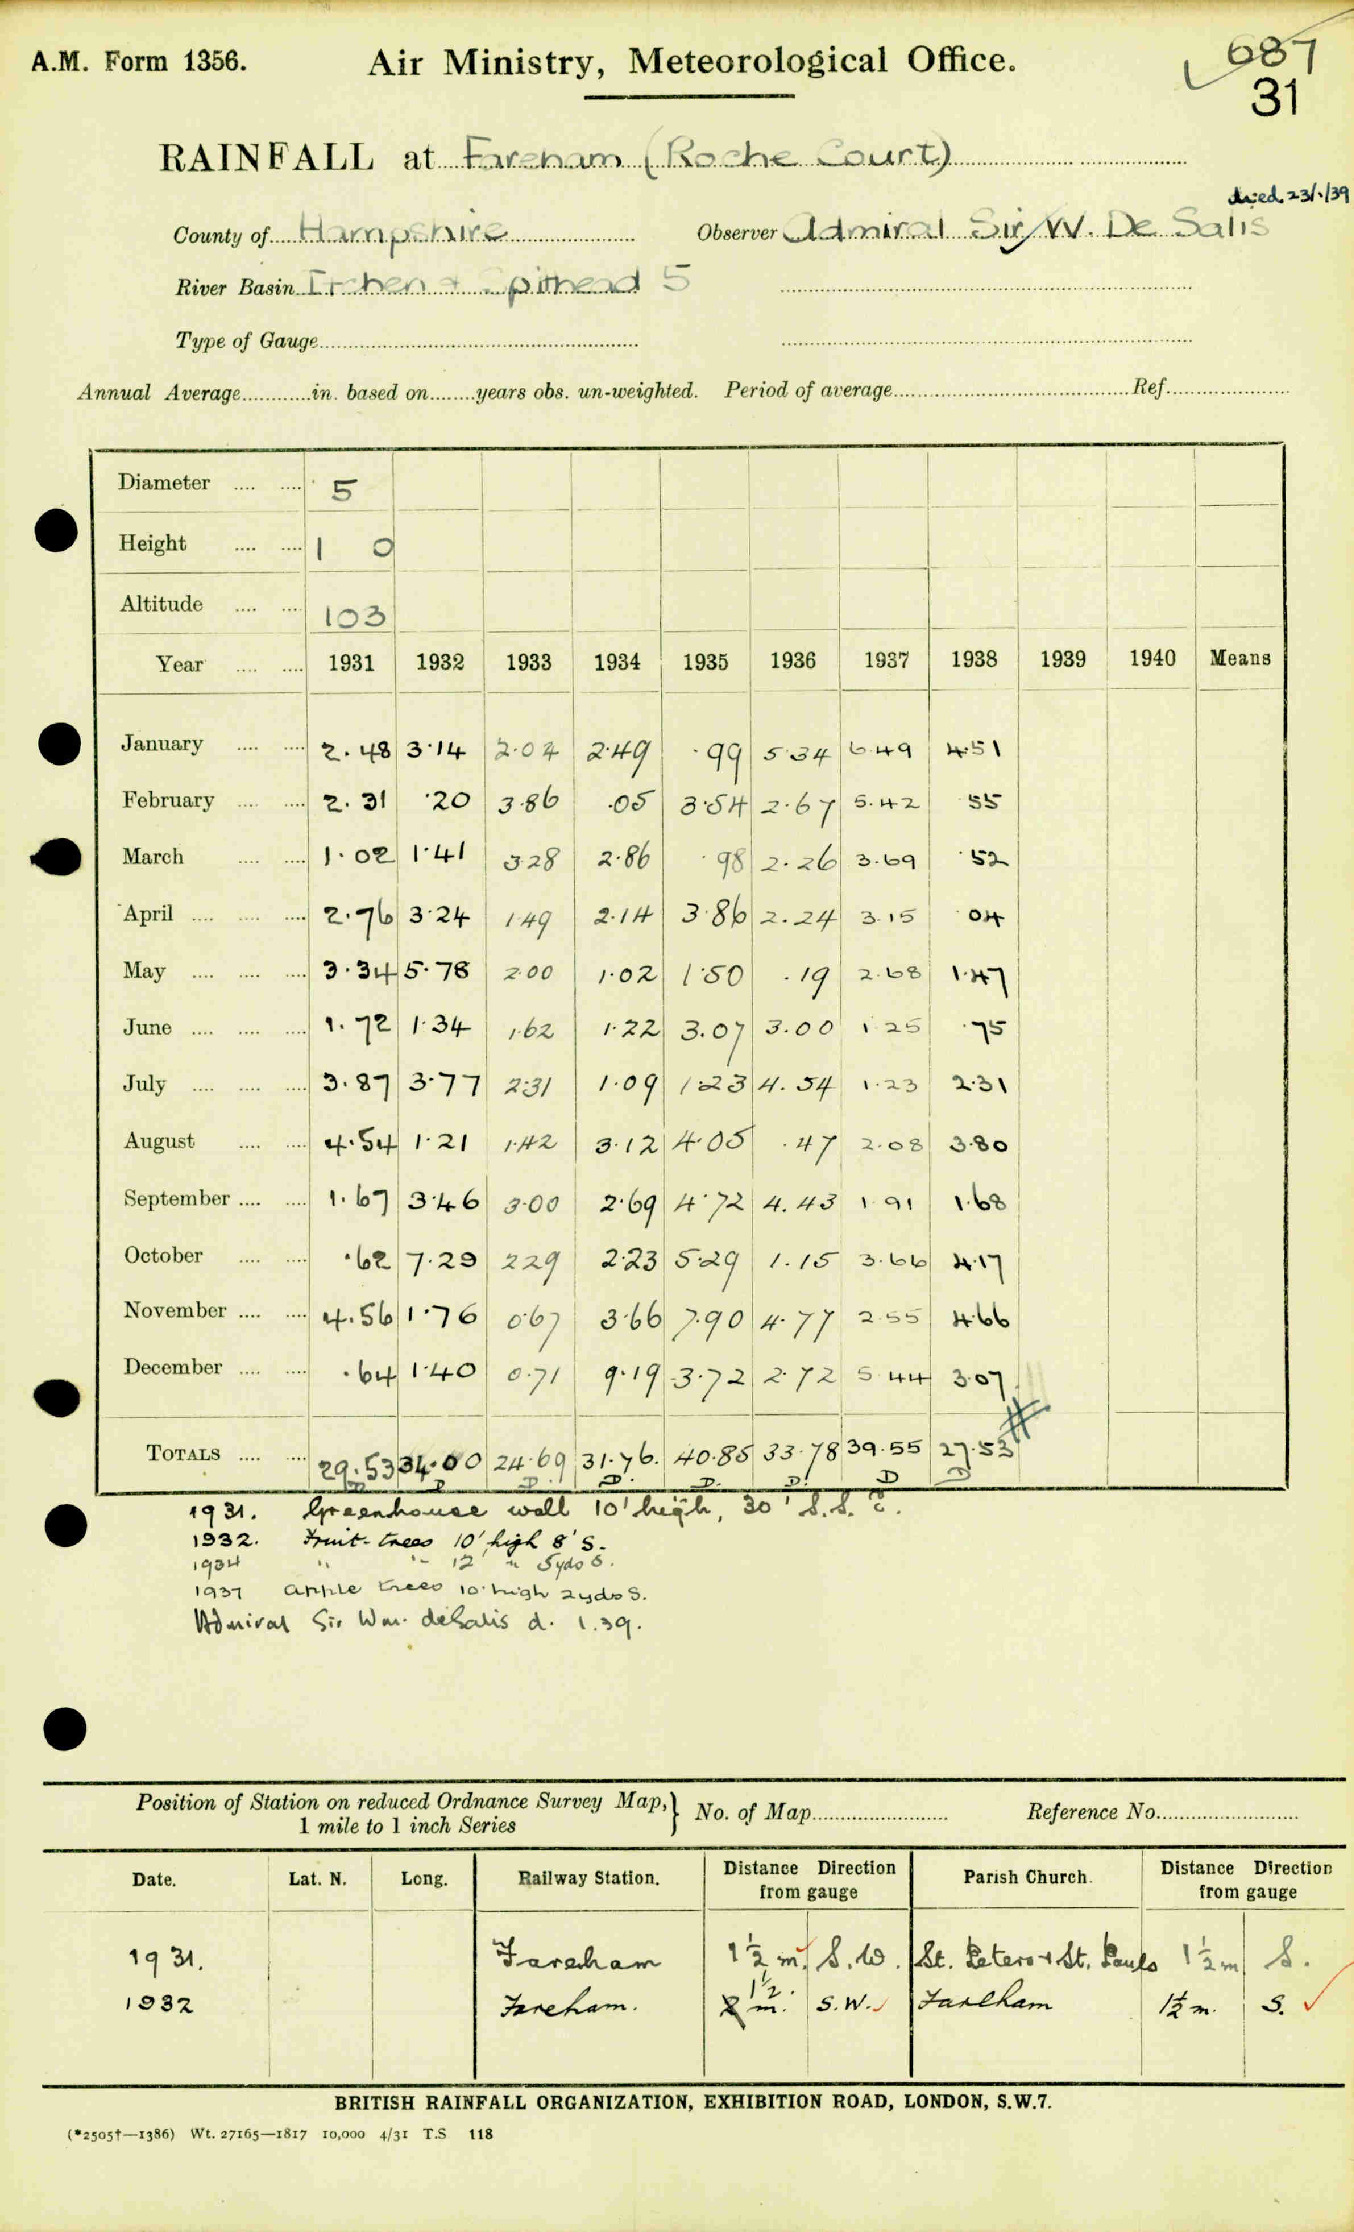 A.M. Form 1356. Air Ministry, Meteorological Office. 687
31
RAINFALL at Fareham (Roche Court)
died 23/1/39
County of Hampshire Observer Admiral Sir W. De Salis
River Basin Itchen & Spithead 5
Type of Gauge
Annual Average in. based on years obs. un-weighted. Period of average Ref.
Diameter 5
Height 1 0
Altitude 103
Year 1931 1932 1933 1934 1935 1936 1937 1938 1939 1940 Means
January 2.48 3.14 2.04 2.49 .99 5.34 6.49 4.51
February 2.31 .20 3.86 .05 3.54 2.67 5.42 .55
March 1.02 1.41 3.28 2.86 .98 2.26 3.69 .52
April 2.76 3.24 1.49 2.14 3.86 2.24 3.15 .04
May 3.34 5.78 2.00 1.02 1.50 .19 2.68 1.47
June 1.72 1.34 1.62 1.22 3.07 3.00 1.25 .75
July 3.87 3.77 2.31 1.09 1.23 4.54 1.23 2.31
August 4.54 1.21 1.42 3.12 4.05 .47 2.08 3.80
September 1.67 3.46 3.00 2.69 4.72 4.43 1.91 1.68
October .62 7.29 2.29 2.23 5.29 1.15 3.66 4.17
November 4.56 1.76 0.67 3.66 7.90 4.77 2.55 4.66
December .64 1.40 0.71 9.19 3.72 2.72 5.44 3.07
TOTALS 29.53 34.00 24.69 31.76 40.85 33.78 39.55 27.53 #
D D D D D D D D
1931. Greenhouse wall 10' high, 30' S.S.E.
1932. Fruit-trees 10' high 8' S.
1934 " " 12' " 5yds S.
1937 apple trees 10' high 2yds S.
Admiral Sir Wm. deSalis d. 1.39.
Position of Station on reduced Ordnance Survey Map, 1 mile to 1 inch Series } No. of Map Reference No.
Date. Lat. N. Long. Railway Station. Distance Direction from gauge Parish Church. Distance Direction from gauge
1931. Fareham 1½ m. S.W. St. Peters & St. Pauls 1½ m S.
1932 Fareham. 2 1½ m. S.W. Fareham 1½ m. S.
BRITISH RAINFALL ORGANIZATION, EXHIBITION ROAD, LONDON, S.W.7.
(*2505†—1386) Wt. 27165—1817 10,000 4/31 T.S 118